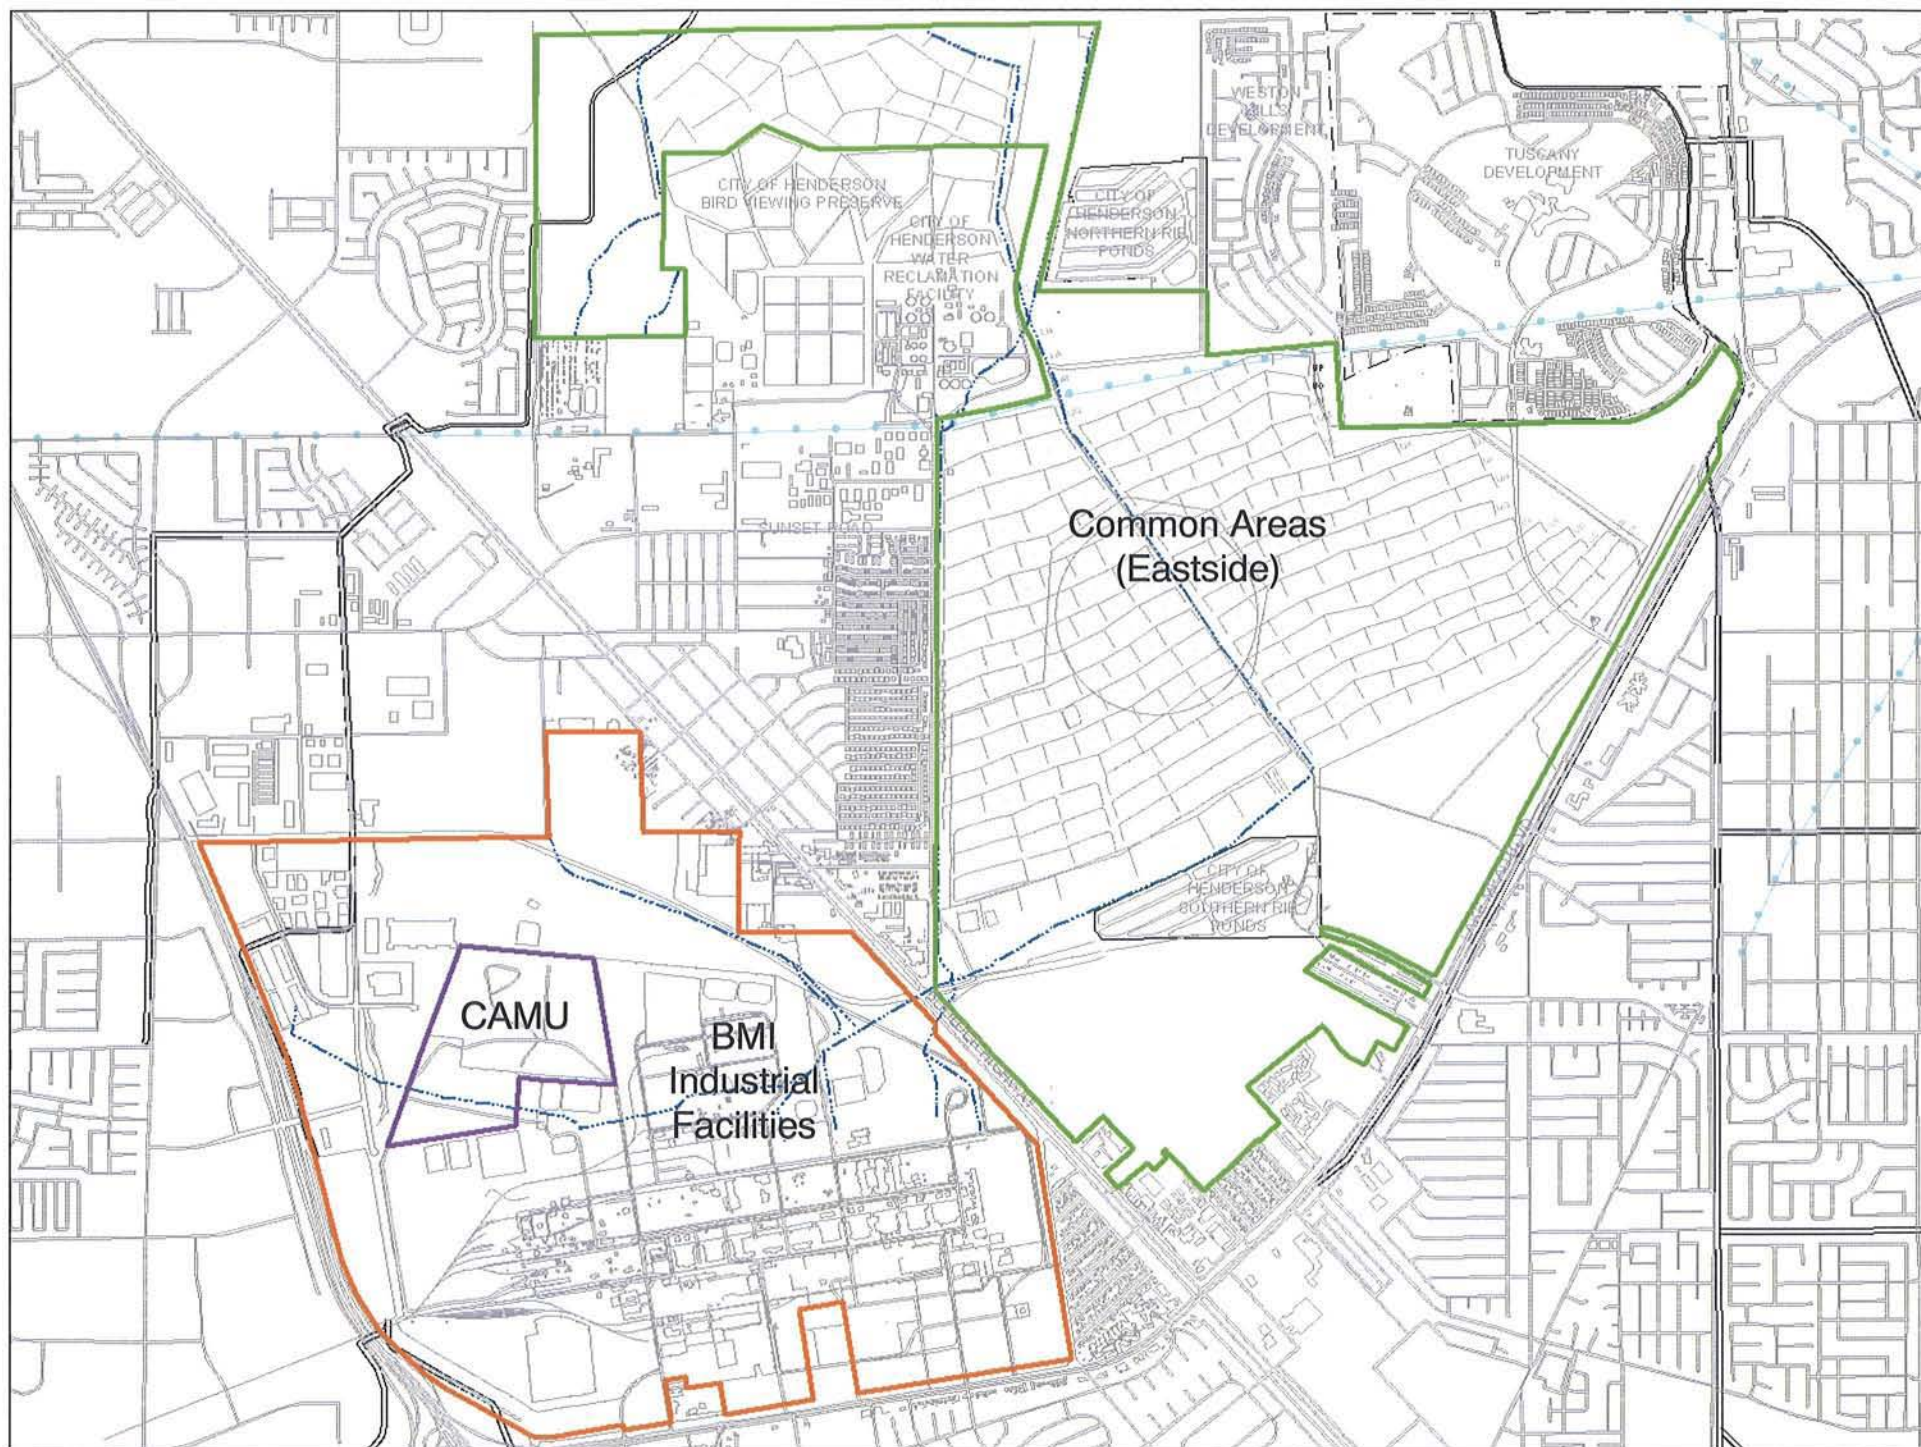 WESTON
HILLS
DEVELOPMENT
TUSCANY
DEVELOPMENT
CITY OF HENDERSON
BIRD VIEWING PRESERVE
CITY OF
HENDERSON
NORTHERN RIB
PONDS
CITY OF
HENDERSON
WATER
RECLAMATION
FACILITY
SUNSET ROAD
Common Areas
(Eastside)
CITY OF
HENDERSON
SOUTHERN RIB
PONDS
CAMU
BMI
Industrial
Facilities